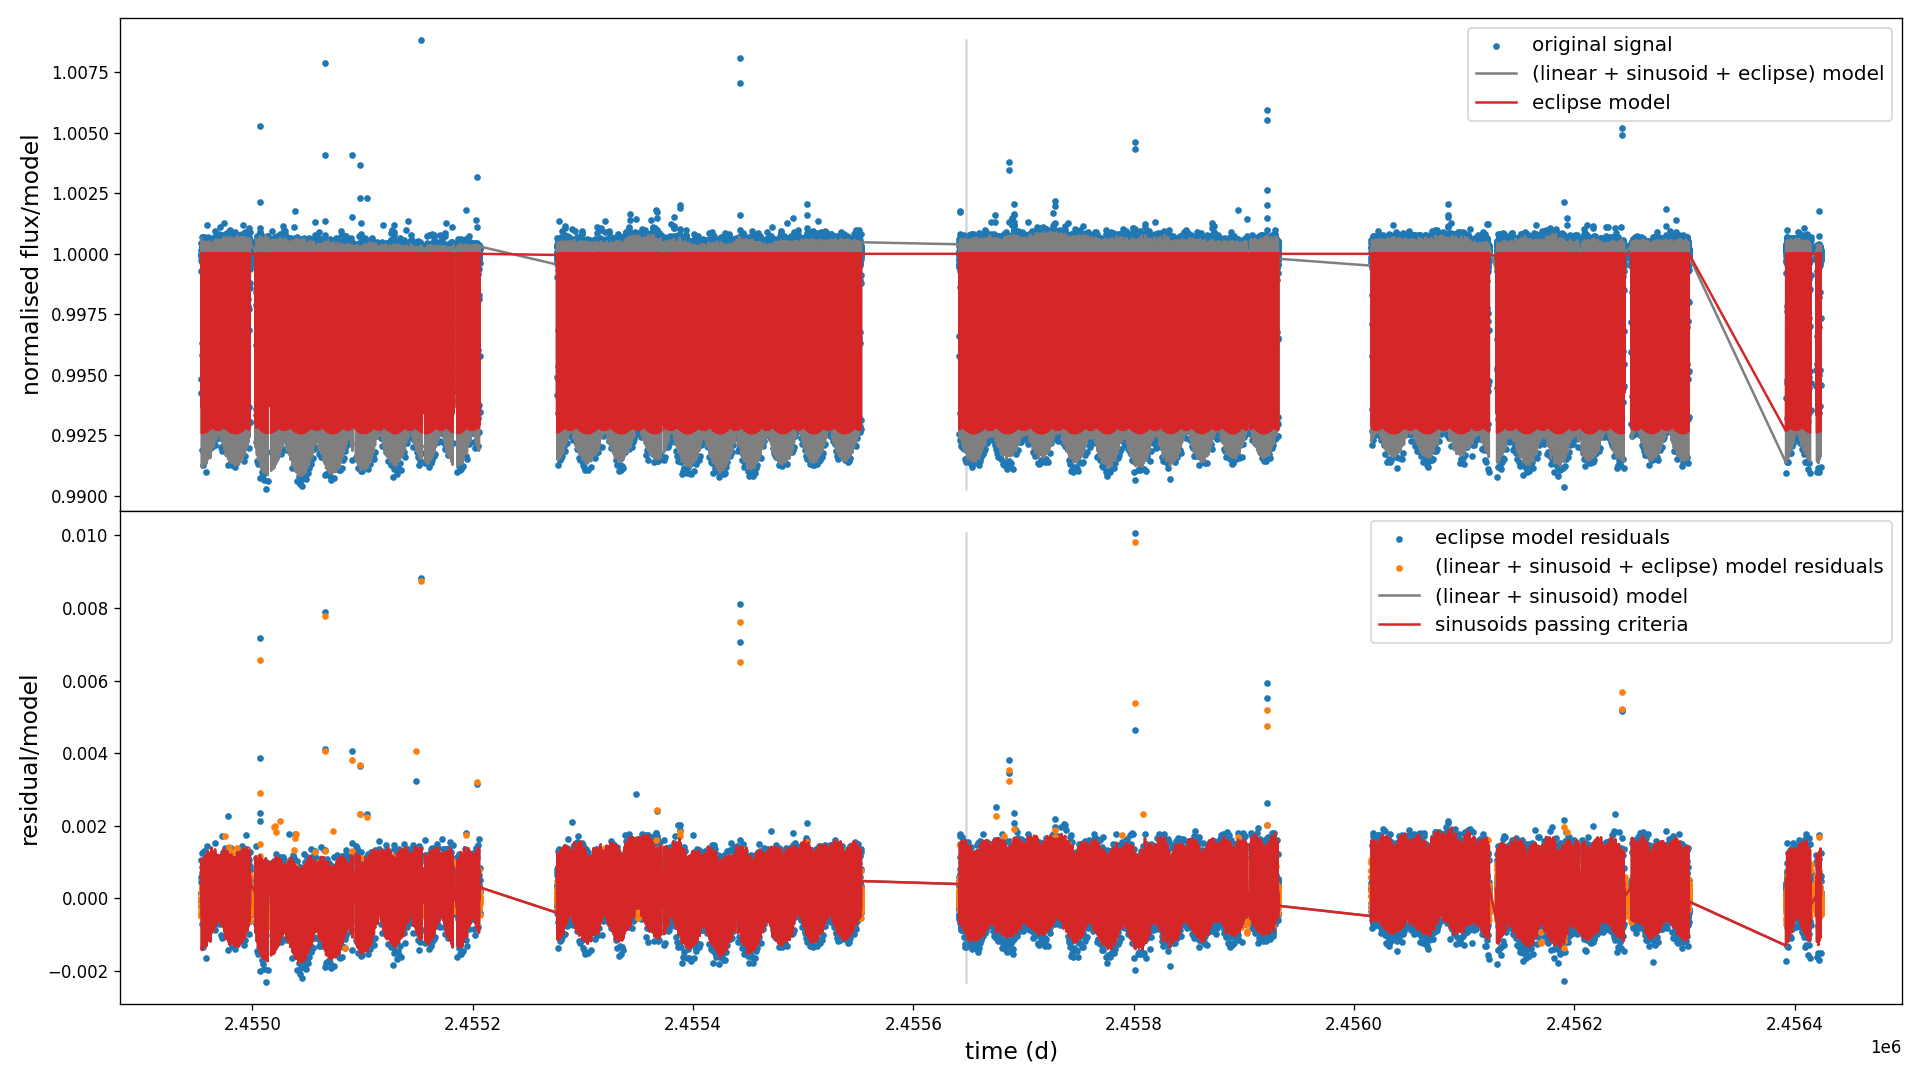 original signal
(linear + sinusoid + eclipse) model
eclipse model
1.0075
1.0050
1.0025
1.0000
0.9975
0.9950
0.9925
0.9900
normalised flux/model
eclipse model residuals
(linear + sinusoid + eclipse) model residuals
(linear + sinusoid) model
sinusoids passing criteria
0.010
0.008
0.006
0.004
0.002
0.000
−0.002
residual/model
2.4550 2.4552 2.4554 2.4556 2.4558 2.4560 2.4562 2.4564
time (d)
1e6